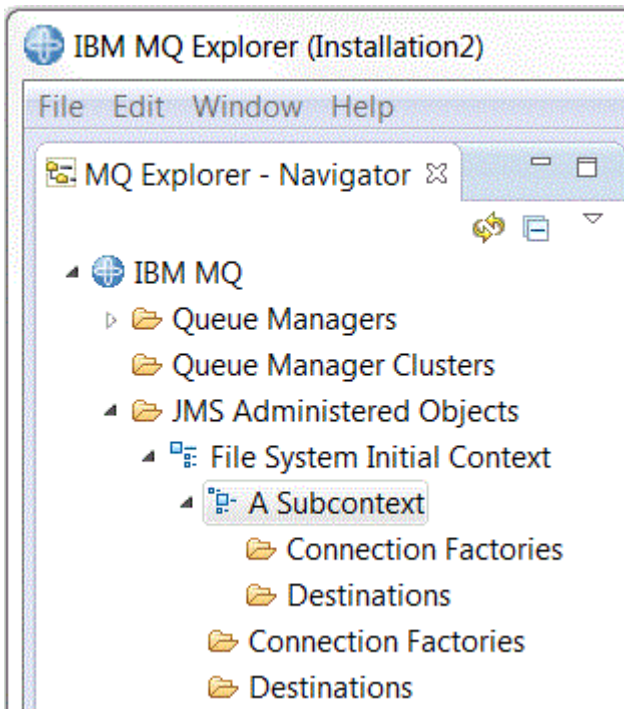 IBM MQ Explorer (Installation2)
File Edit Window Help
MQ Explorer - Navigator
IBM MQ
Queue Managers
Queue Manager Clusters
JMS Administered Objects
File System Initial Context
A Subcontext
Connection Factories
Destinations
Connection Factories
Destinations